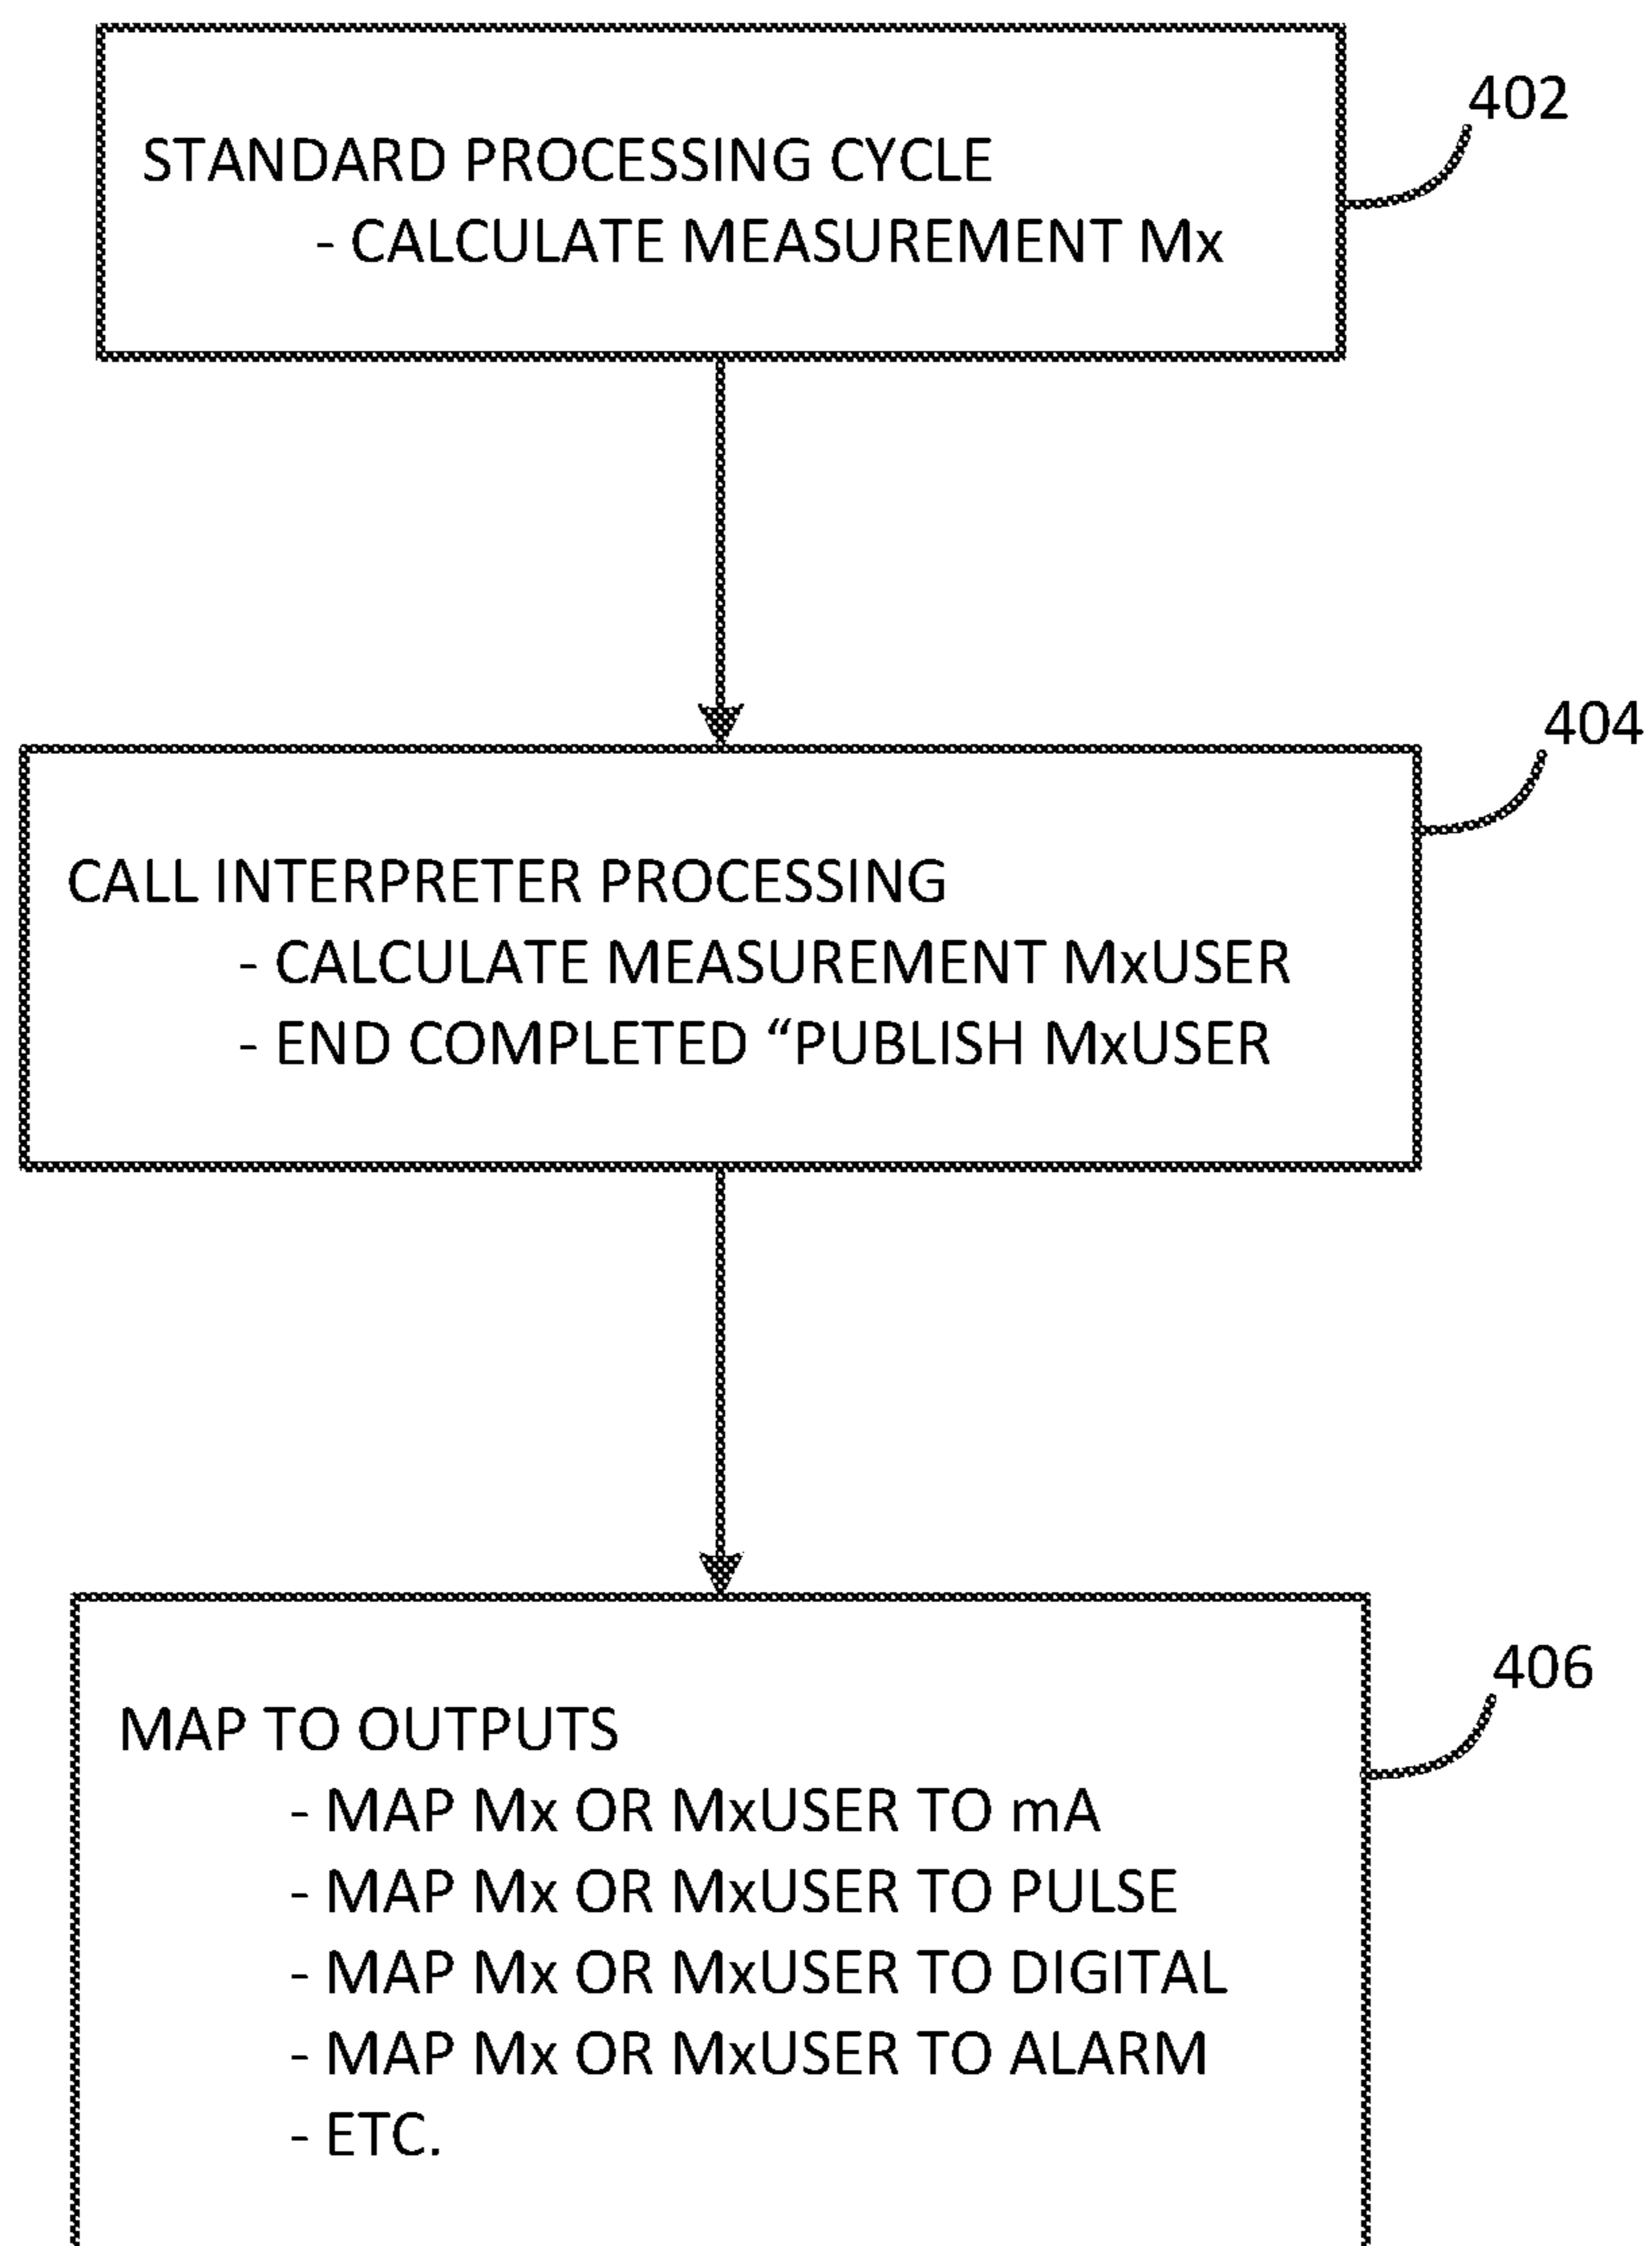 402
STANDARD PROCESSING CYCLE
- CALCULATE MEASUREMENT Mx
404
CALL INTERPRETER PROCESSING
- CALCULATE MEASUREMENT MxUSER
- END COMPLETED “PUBLISH MxUSER
406
MAP TO OUTPUTS
- MAP Mx OR MxUSER TO mA
- MAP Mx OR MxUSER TO PULSE
- MAP Mx OR MxUSER TO DIGITAL
- MAP Mx OR MxUSER TO ALARM
- ETC.